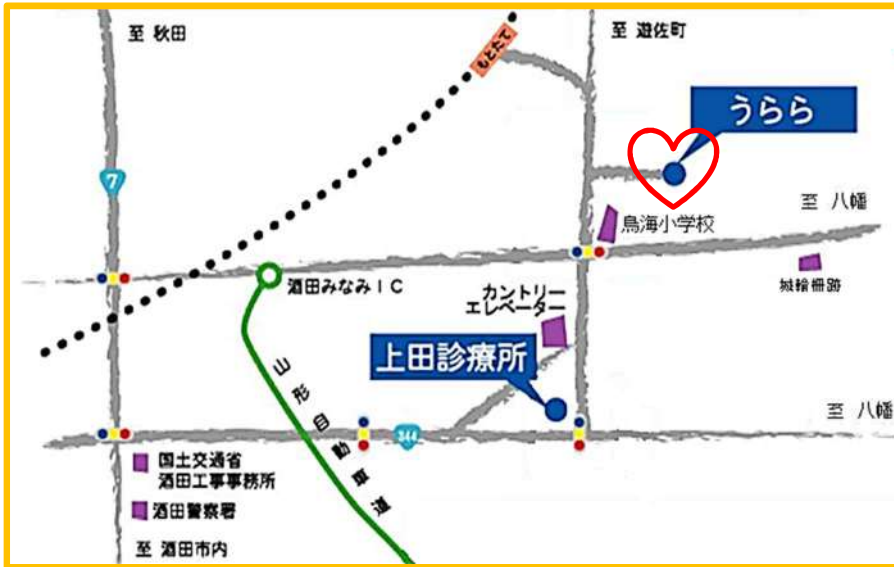 至 秋田
至 遊佐町
もとたて
うらら
7
至 八幡
鳥海小学校
酒田みなみIC
城輪柵跡
カントリー
エレベーター
上田診療所
山形自動車道
至 八幡
344
国土交通省
酒田工事事務所
酒田警察署
至 酒田市内